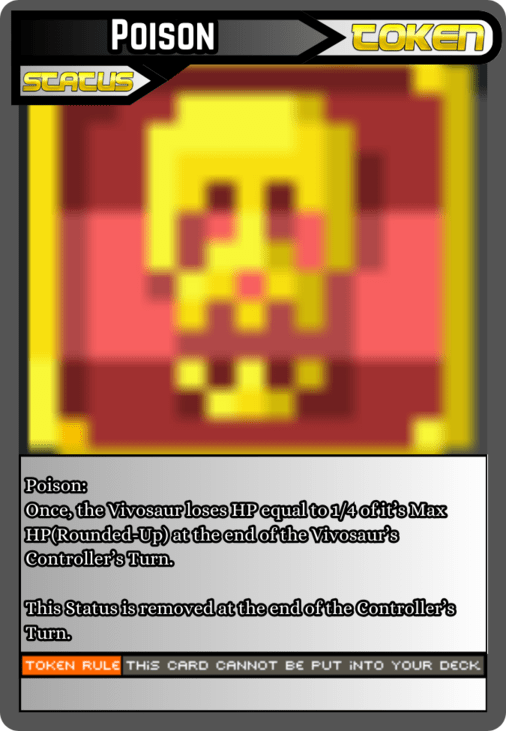 Poison
TOKEN
STATUS
Poison:
Once, the Vivosaur loses HP equal to 1/4 of it's Max
HP(Rounded-Up) at the end of the Vivosaur's
Controller's Turn.
This Status is removed at the end of the Controller's
Turn.
TOKEN RULE THIS CARD CANNOT BE PUT INTO YOUR DECK